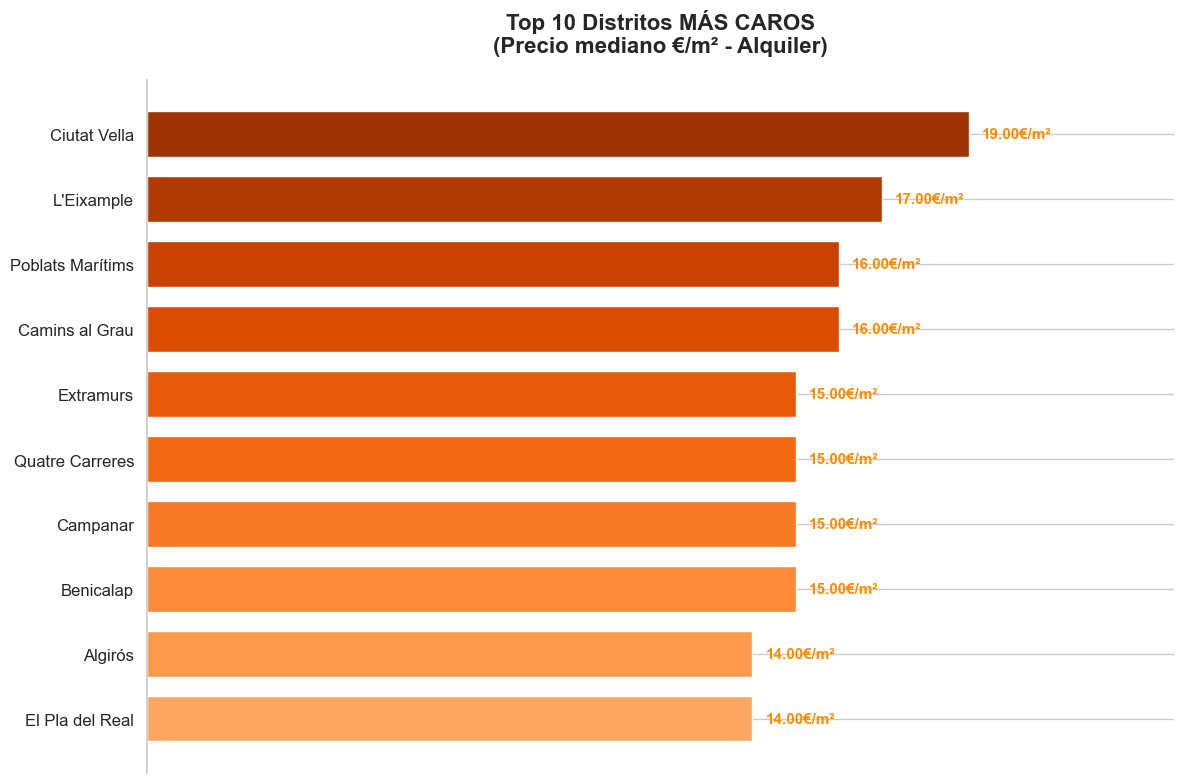 Top 10 Distritos MÁS CAROS
(Precio mediano €/m² - Alquiler)
Ciutat Vella 19.00€/m²
L'Eixample 17.00€/m²
Poblats Marítims 16.00€/m²
Camins al Grau 16.00€/m²
Extramurs 15.00€/m²
Quatre Carreres 15.00€/m²
Campanar 15.00€/m²
Benicalap 15.00€/m²
Algirós 14.00€/m²
El Pla del Real 14.00€/m²